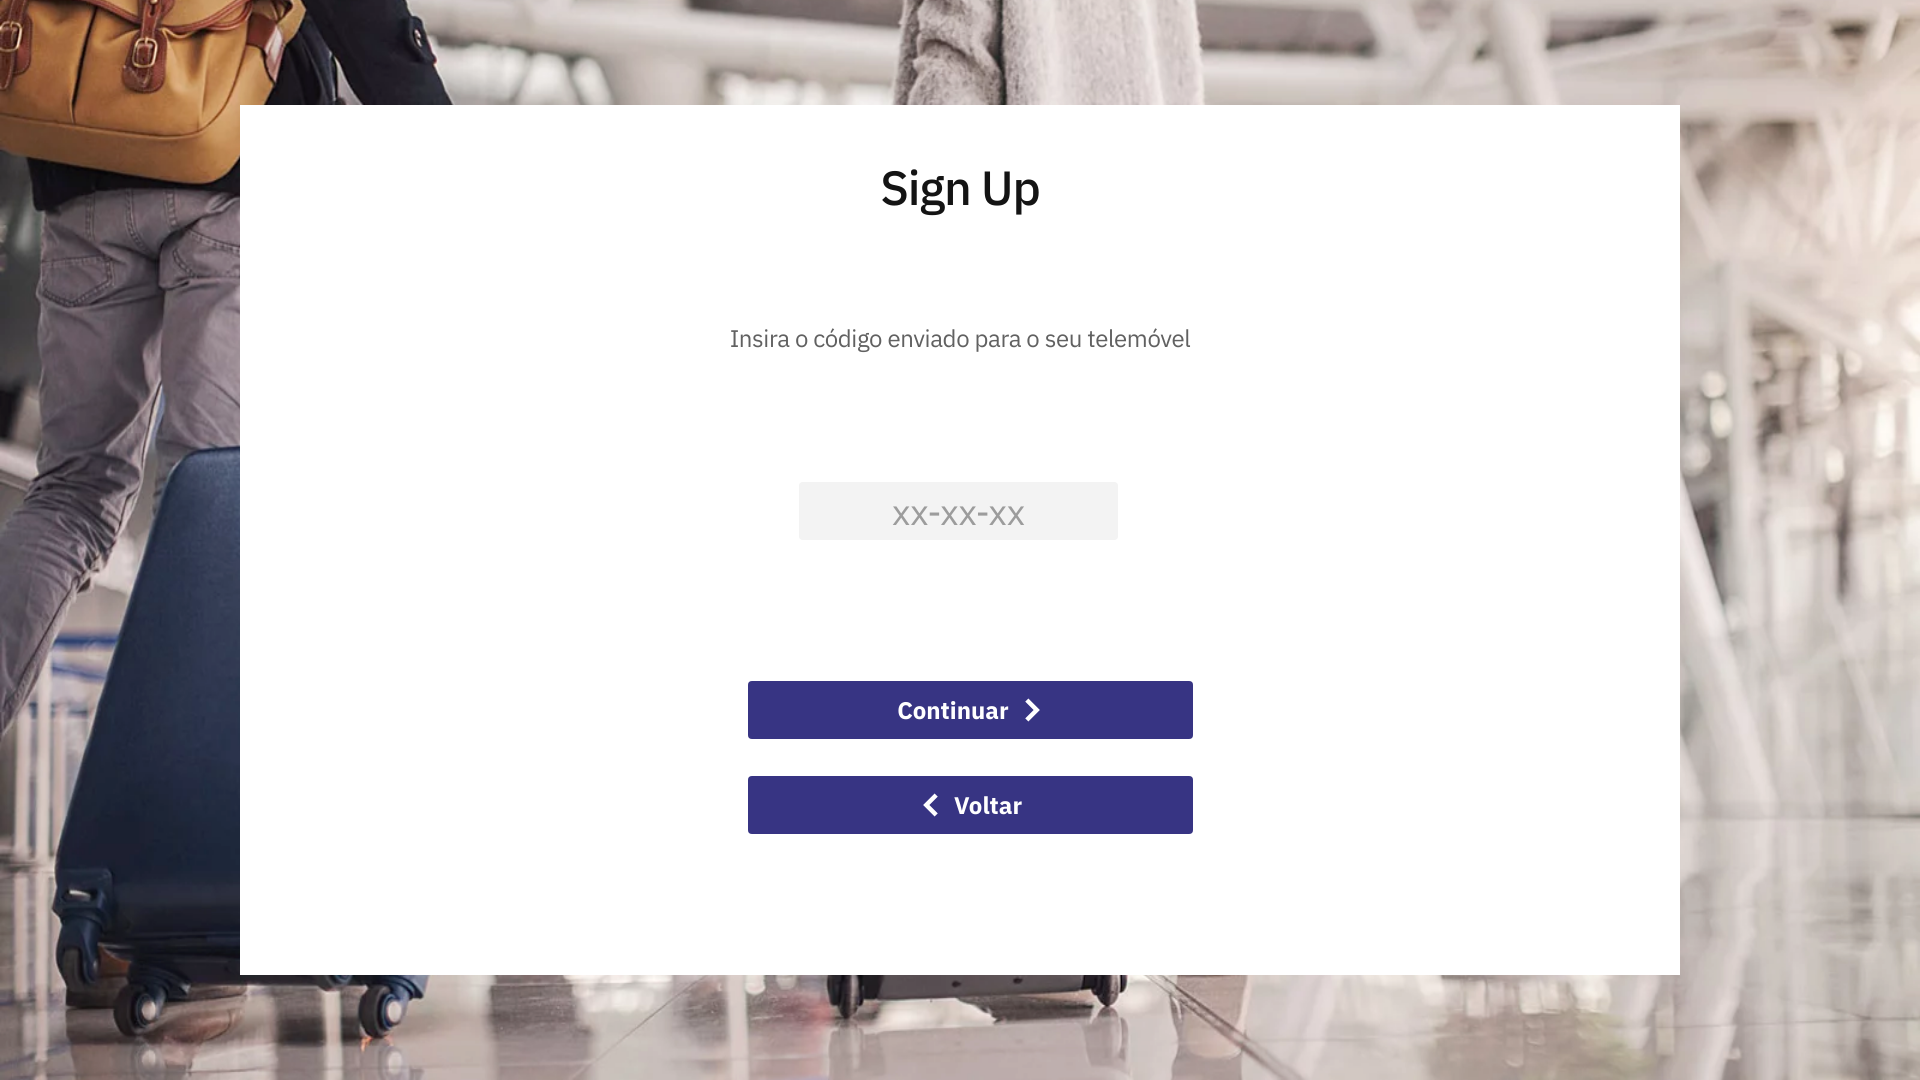 Sign Up
Insira o código enviado para o seu telemóvel
xx-xx-xx
Continuar
Voltar